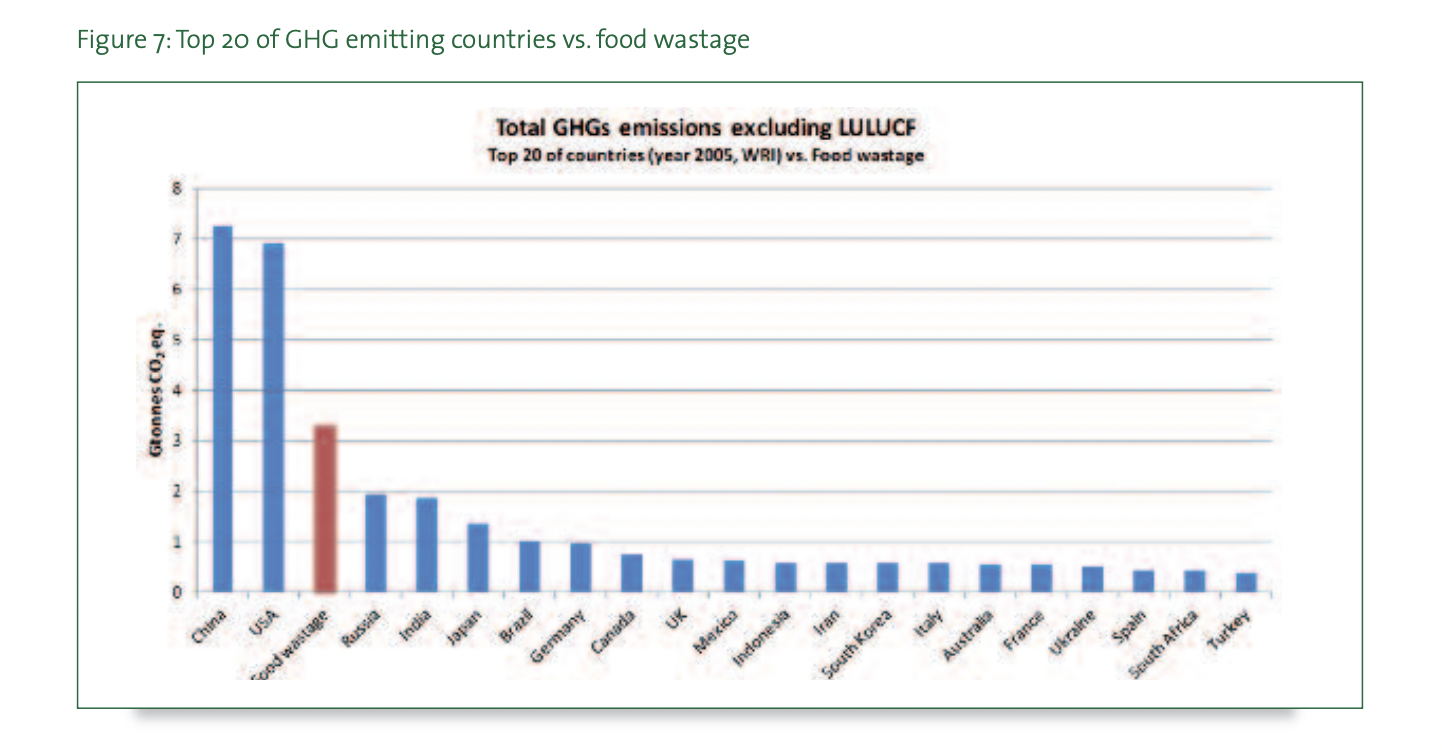 Figure 7: Top 20 of GHG emitting countries vs. food wastage
Total GHGs emissions excluding LULUCF
Top 20 of countries (year 2005, WRI) vs. Food wastage
8
7
6
5
4
3
2
1
0
Gtonnes CO₂ eq.
China
USA
Food wastage
Russia
India
Japan
Brazil
Germany
Canada
UK
Mexico
Indonesia
Iran
South Korea
Italy
Australia
France
Ukraine
Spain
South Africa
Turkey